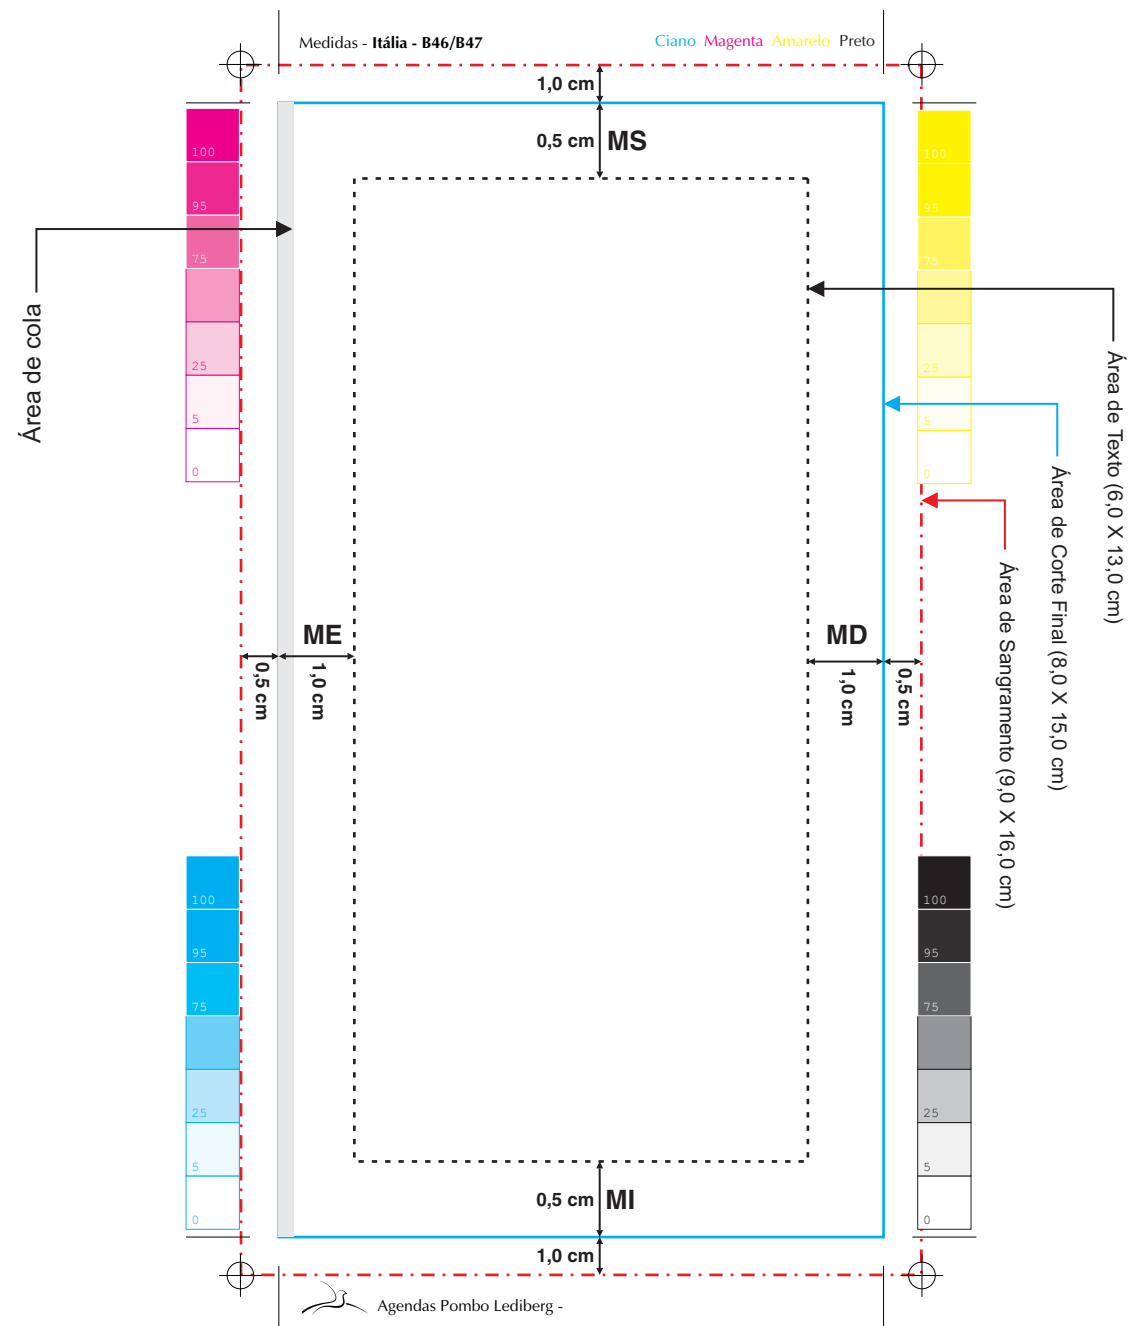 Medidas - Itália - B46/B47
Ciano Magenta Amarelo Preto
1,0 cm
0,5 cm MS
100
95
75
25
5
0
100
95
75
25
5
0
Área de cola
Área de Texto (6,0 X 13,0 cm)
Área de Corte Final (8,0 X 15,0 cm)
Área de Sangramento (9,0 X 16,0 cm)
ME
MD
0,5 cm
1,0 cm
1,0 cm
0,5 cm
100
95
75
25
5
0
100
95
75
25
5
0
0,5 cm MI
1,0 cm
Agendas Pombo Lediberg -